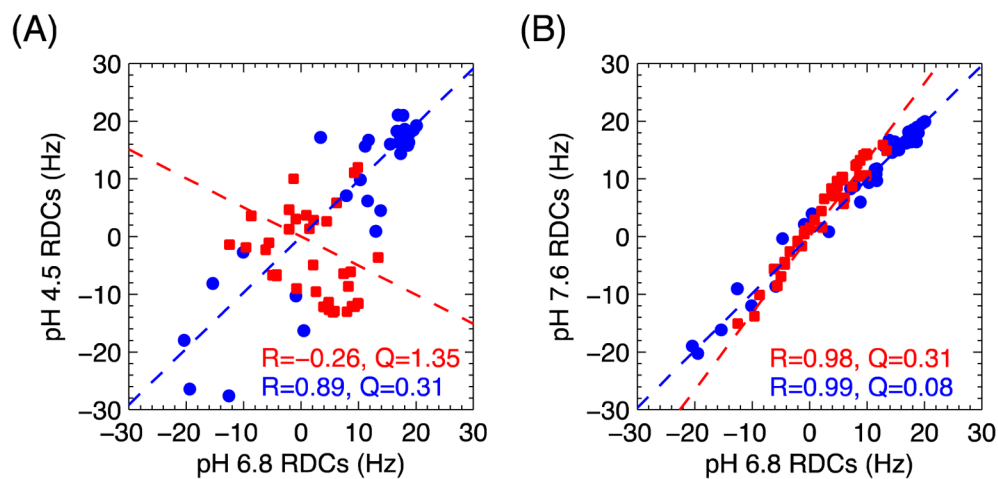 (A)
30
20
10
0
−10
−20
−30
pH 4.5 RDCs (Hz)
R=−0.26, Q=1.35
R=0.89, Q=0.31
−30 −20 −10 0 10 20 30
pH 6.8 RDCs (Hz)
(B)
30
20
10
0
−10
−20
−30
pH 7.6 RDCs (Hz)
R=0.98, Q=0.31
R=0.99, Q=0.08
−30 −20 −10 0 10 20 30
pH 6.8 RDCs (Hz)